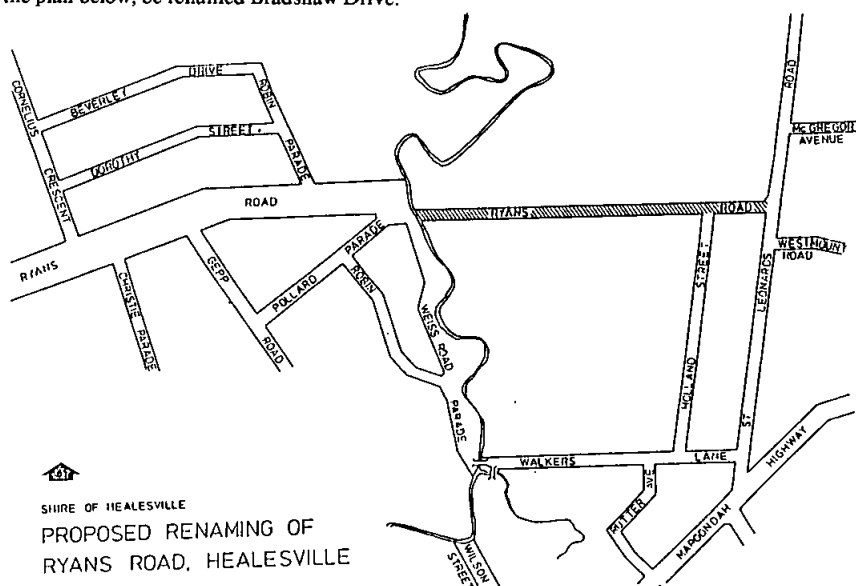 the plan below, be renamed Bradshaw Drive.
CORNELIUS
CRESCENT
BEVERLEY
DRIVE
ROBIN
PARADE
DOROTHY
STREET
ROAD
RYANS
CHRISTIE PARADE
GEPP
ROAD
POLLARD
PARADE
ROBIN
WEISS ROAD
PARADE
RYANS
ROAD
ROAD
McGREGOR
AVENUE
WESTMOUNT
ROAD
HOLLAND
STREET
LEONARDS
ST
WALKERS
LANE
AVE
MAROONDAH
HIGHWAY
WILSON
STREET
SHIRE OF HEALESVILLE
PROPOSED RENAMING OF
RYANS ROAD, HEALESVILLE